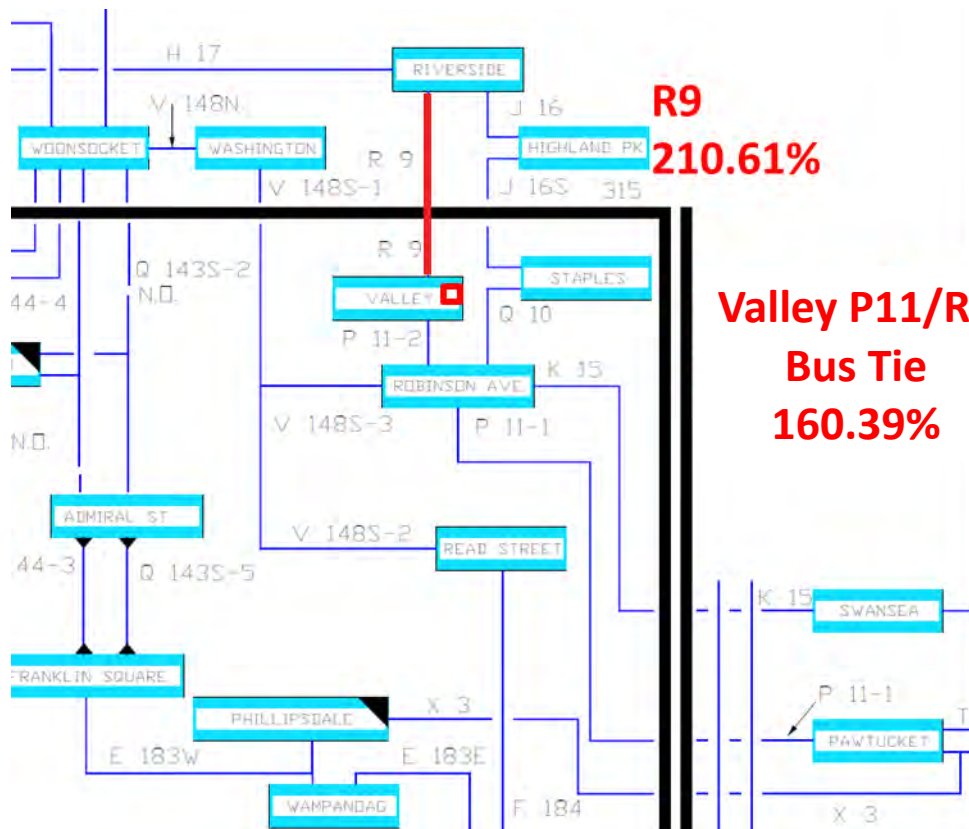 H 17
RIVERSIDE
V 148N
J 16
R9
WOONSOCKET
WASHINGTON
HIGHLAND PK
210.61%
R 9
V 148S-1
J 16S
315
R 9
Q 143S-2
N.O.
STAPLES
44-4
VALLEY
Q 10
Valley P11/R
P 11-2
Bus Tie
K 15
ROBINSON AVE.
160.39%
V 148S-3
P 11-1
N.O.
ADMIRAL ST
V 148S-2
READ STREET
44-3
Q 143S-5
K 15
SWANSEA
FRANKLIN SQUARE
P 11-1
X 3
PHILLIPSDALE
T
PAWTUCKET
E 183W
E 183E
WAMPANOAG
F 184
X 3